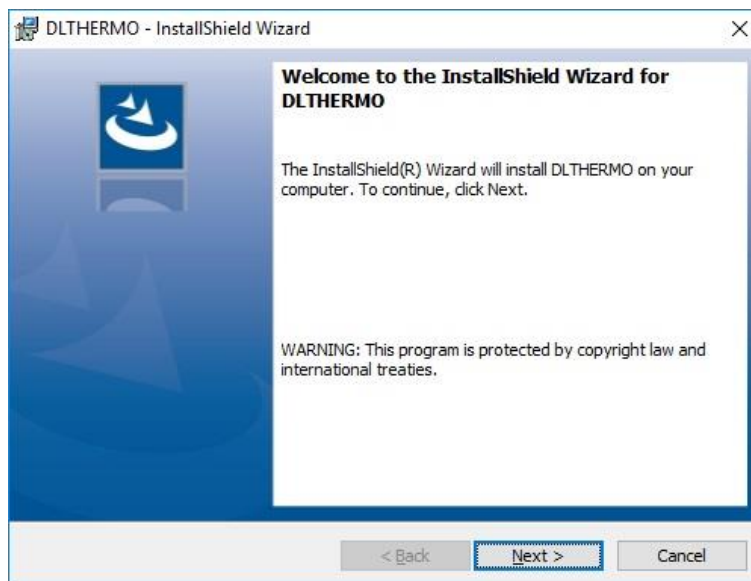 DLTHERMO - InstallShield Wizard
Welcome to the InstallShield Wizard for
DLTHERMO
The InstallShield(R) Wizard will install DLTHERMO on your
computer. To continue, click Next.
WARNING: This program is protected by copyright law and
international treaties.
< Back Next > Cancel